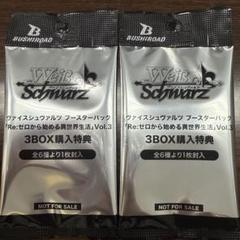 BUSHIROAD
Weiẞ Schwarz
ヴァイスシュヴァルツ ブースターパック
「Re:ゼロから始める異世界生活」Vol.3
3BOX購入特典
全6種より1枚封入
NOT FOR SALE
BUSHIROAD
Weiẞ Schwarz
ヴァイスシュヴァルツ ブースターパック
「Re:ゼロから始める異世界生活」Vol.3
3BOX購入特典
全6種より1枚封入
NOT FOR SALE